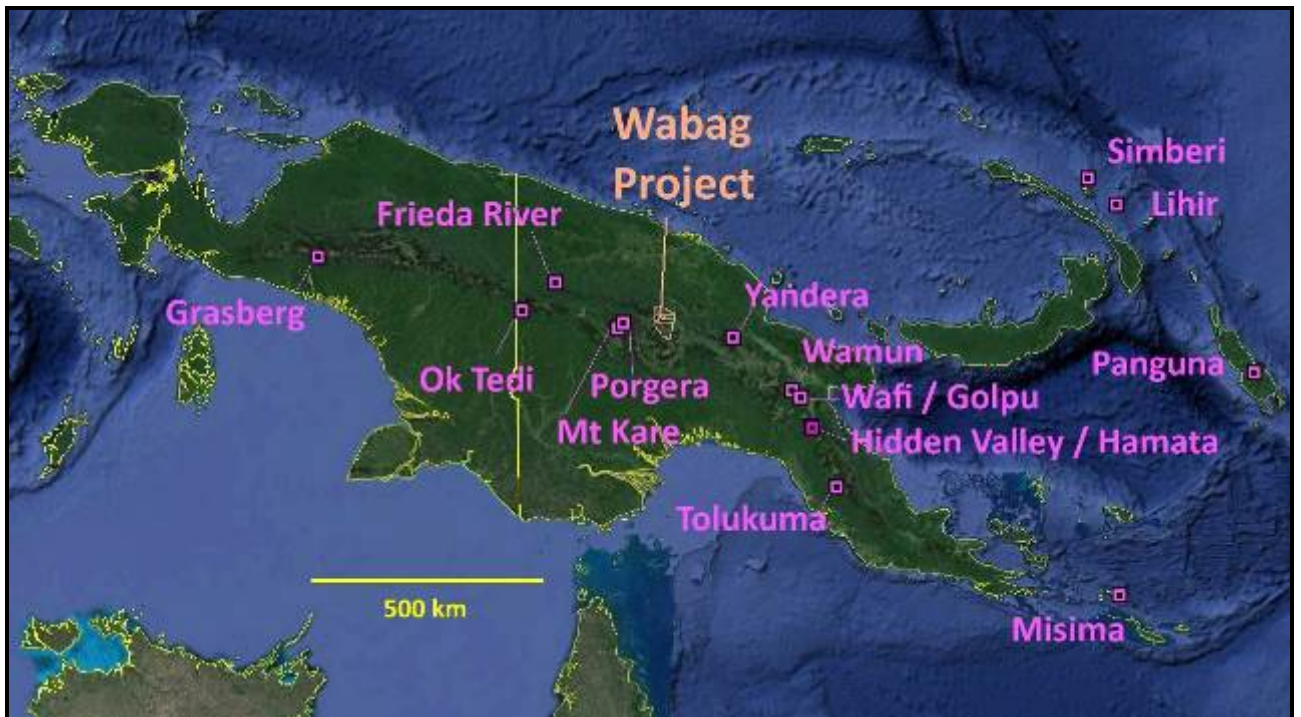 Wabag
Project
Simberi
Lihir
Frieda River
Grasberg
Yandera
Wamun
Panguna
Ok Tedi
Porgera
Wafi / Golpu
Mt Kare
Hidden Valley / Hamata
Tolukuma
500 km
Misima